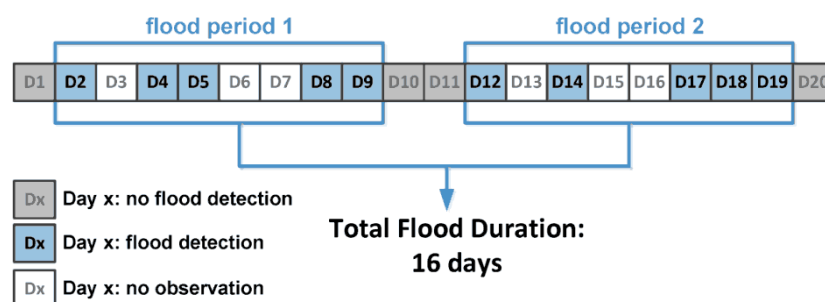 flood period 1 flood period 2
D1 D2 D3 D4 D5 D6 D7 D8 D9 D10 D11 D12 D13 D14 D15 D16 D17 D18 D19 D20
Dx Day x: no flood detection
Dx Day x: flood detection
Dx Day x: no observation
Total Flood Duration:
16 days